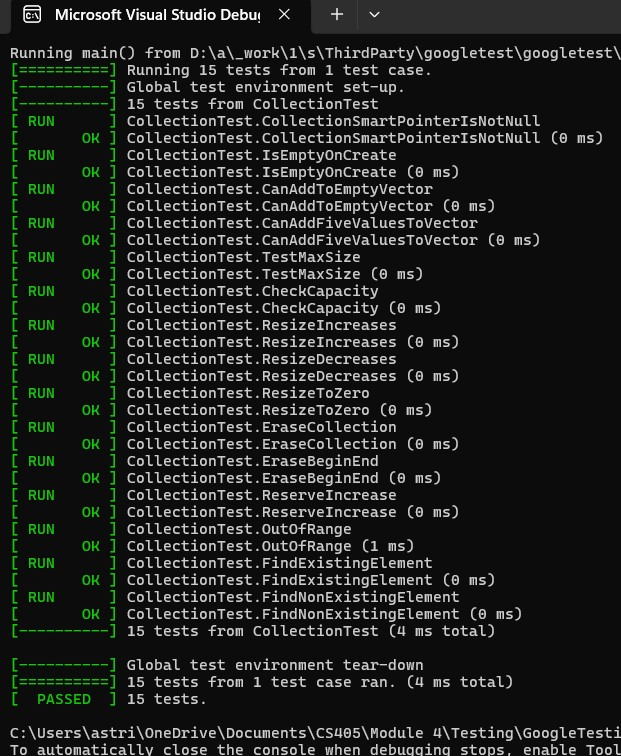 Microsoft Visual Studio Debug
Running main() from D:\a\_work\1\s\ThirdParty\googletest\googletest\
[==========] Running 15 tests from 1 test case.
[----------] Global test environment set-up.
[----------] 15 tests from CollectionTest
[ RUN      ] CollectionTest.CollectionSmartPointerIsNotNull
[       OK ] CollectionTest.CollectionSmartPointerIsNotNull (0 ms)
[ RUN      ] CollectionTest.IsEmptyOnCreate
[       OK ] CollectionTest.IsEmptyOnCreate (0 ms)
[ RUN      ] CollectionTest.CanAddToEmptyVector
[       OK ] CollectionTest.CanAddToEmptyVector (0 ms)
[ RUN      ] CollectionTest.CanAddFiveValuesToVector
[       OK ] CollectionTest.CanAddFiveValuesToVector (0 ms)
[ RUN      ] CollectionTest.TestMaxSize
[       OK ] CollectionTest.TestMaxSize (0 ms)
[ RUN      ] CollectionTest.CheckCapacity
[       OK ] CollectionTest.CheckCapacity (0 ms)
[ RUN      ] CollectionTest.ResizeIncreases
[       OK ] CollectionTest.ResizeIncreases (0 ms)
[ RUN      ] CollectionTest.ResizeDecreases
[       OK ] CollectionTest.ResizeDecreases (0 ms)
[ RUN      ] CollectionTest.ResizeToZero
[       OK ] CollectionTest.ResizeToZero (0 ms)
[ RUN      ] CollectionTest.EraseCollection
[       OK ] CollectionTest.EraseCollection (0 ms)
[ RUN      ] CollectionTest.EraseBeginEnd
[       OK ] CollectionTest.EraseBeginEnd (0 ms)
[ RUN      ] CollectionTest.ReserveIncrease
[       OK ] CollectionTest.ReserveIncrease (0 ms)
[ RUN      ] CollectionTest.OutOfRange
[       OK ] CollectionTest.OutOfRange (1 ms)
[ RUN      ] CollectionTest.FindExistingElement
[       OK ] CollectionTest.FindExistingElement (0 ms)
[ RUN      ] CollectionTest.FindNonExistingElement
[       OK ] CollectionTest.FindNonExistingElement (0 ms)
[----------] 15 tests from CollectionTest (4 ms total)
[----------] Global test environment tear-down
[==========] 15 tests from 1 test case ran. (4 ms total)
[  PASSED  ] 15 tests.
C:\Users\astri\OneDrive\Documents\CS405\Module 4\Testing\GoogleTesti
To automatically close the console when debugging stops, enable Tool